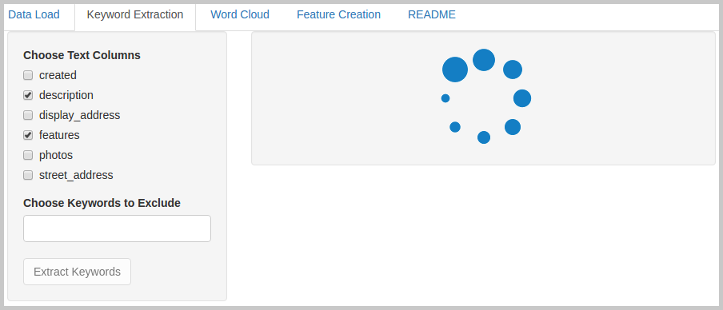 Data Load Keyword Extraction Word Cloud Feature Creation README
Choose Text Columns
created
description
display_address
features
photos
street_address
Choose Keywords to Exclude
Extract Keywords